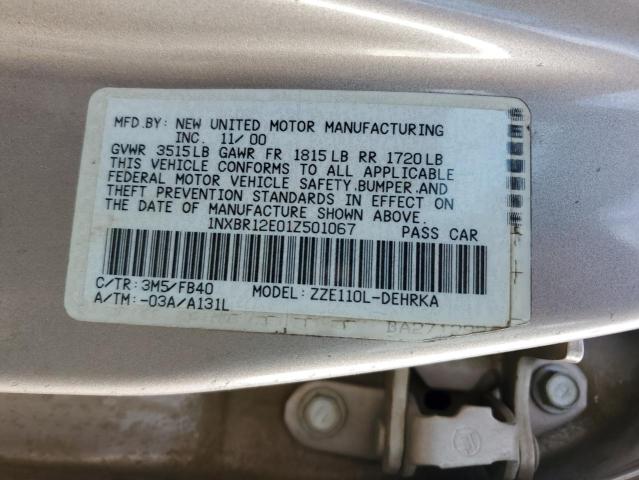 MFD.BY: NEW UNITED MOTOR MANUFACTURING
INC. 11/00
GVWR 3515LB GAWR FR 1815LB RR 1720LB
THIS VEHICLE CONFORMS TO ALL APPLICABLE
FEDERAL MOTOR VEHICLE SAFETY,BUMPER,AND
THEFT PREVENTION STANDARDS IN EFFECT ON
THE DATE OF MANUFACTURE SHOWN ABOVE.
1NXBR12E01Z501067 PASS CAR
C/TR: 3M5/FB40 MODEL: ZZE110L-DEHRKA
A/TM: -03A/A131L